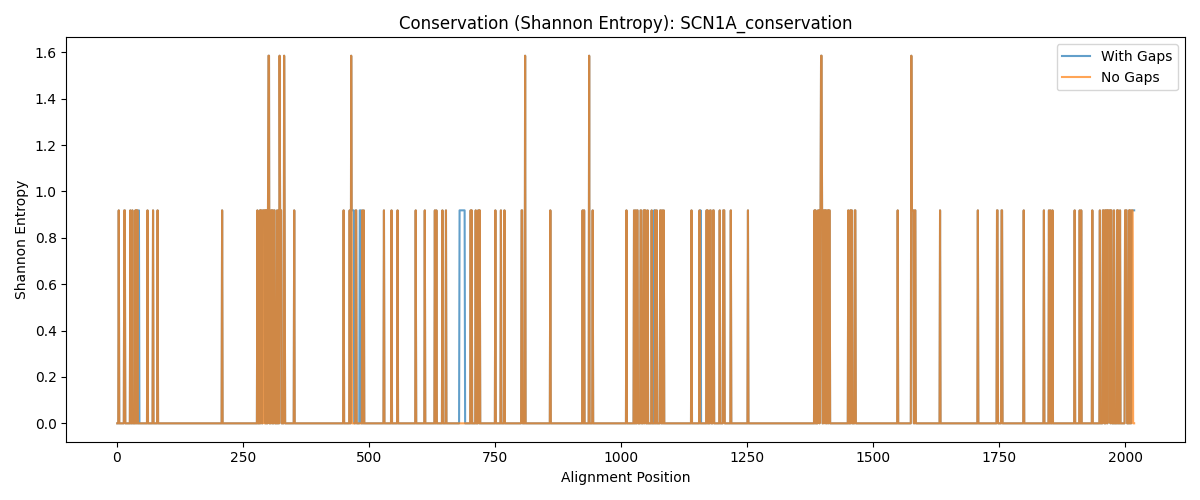 Conservation (Shannon Entropy): SCN1A_conservation
With Gaps
No Gaps
Shannon Entropy
1.6
1.4
1.2
1.0
0.8
0.6
0.4
0.2
0.0
0 250 500 750 1000 1250 1500 1750 2000
Alignment Position